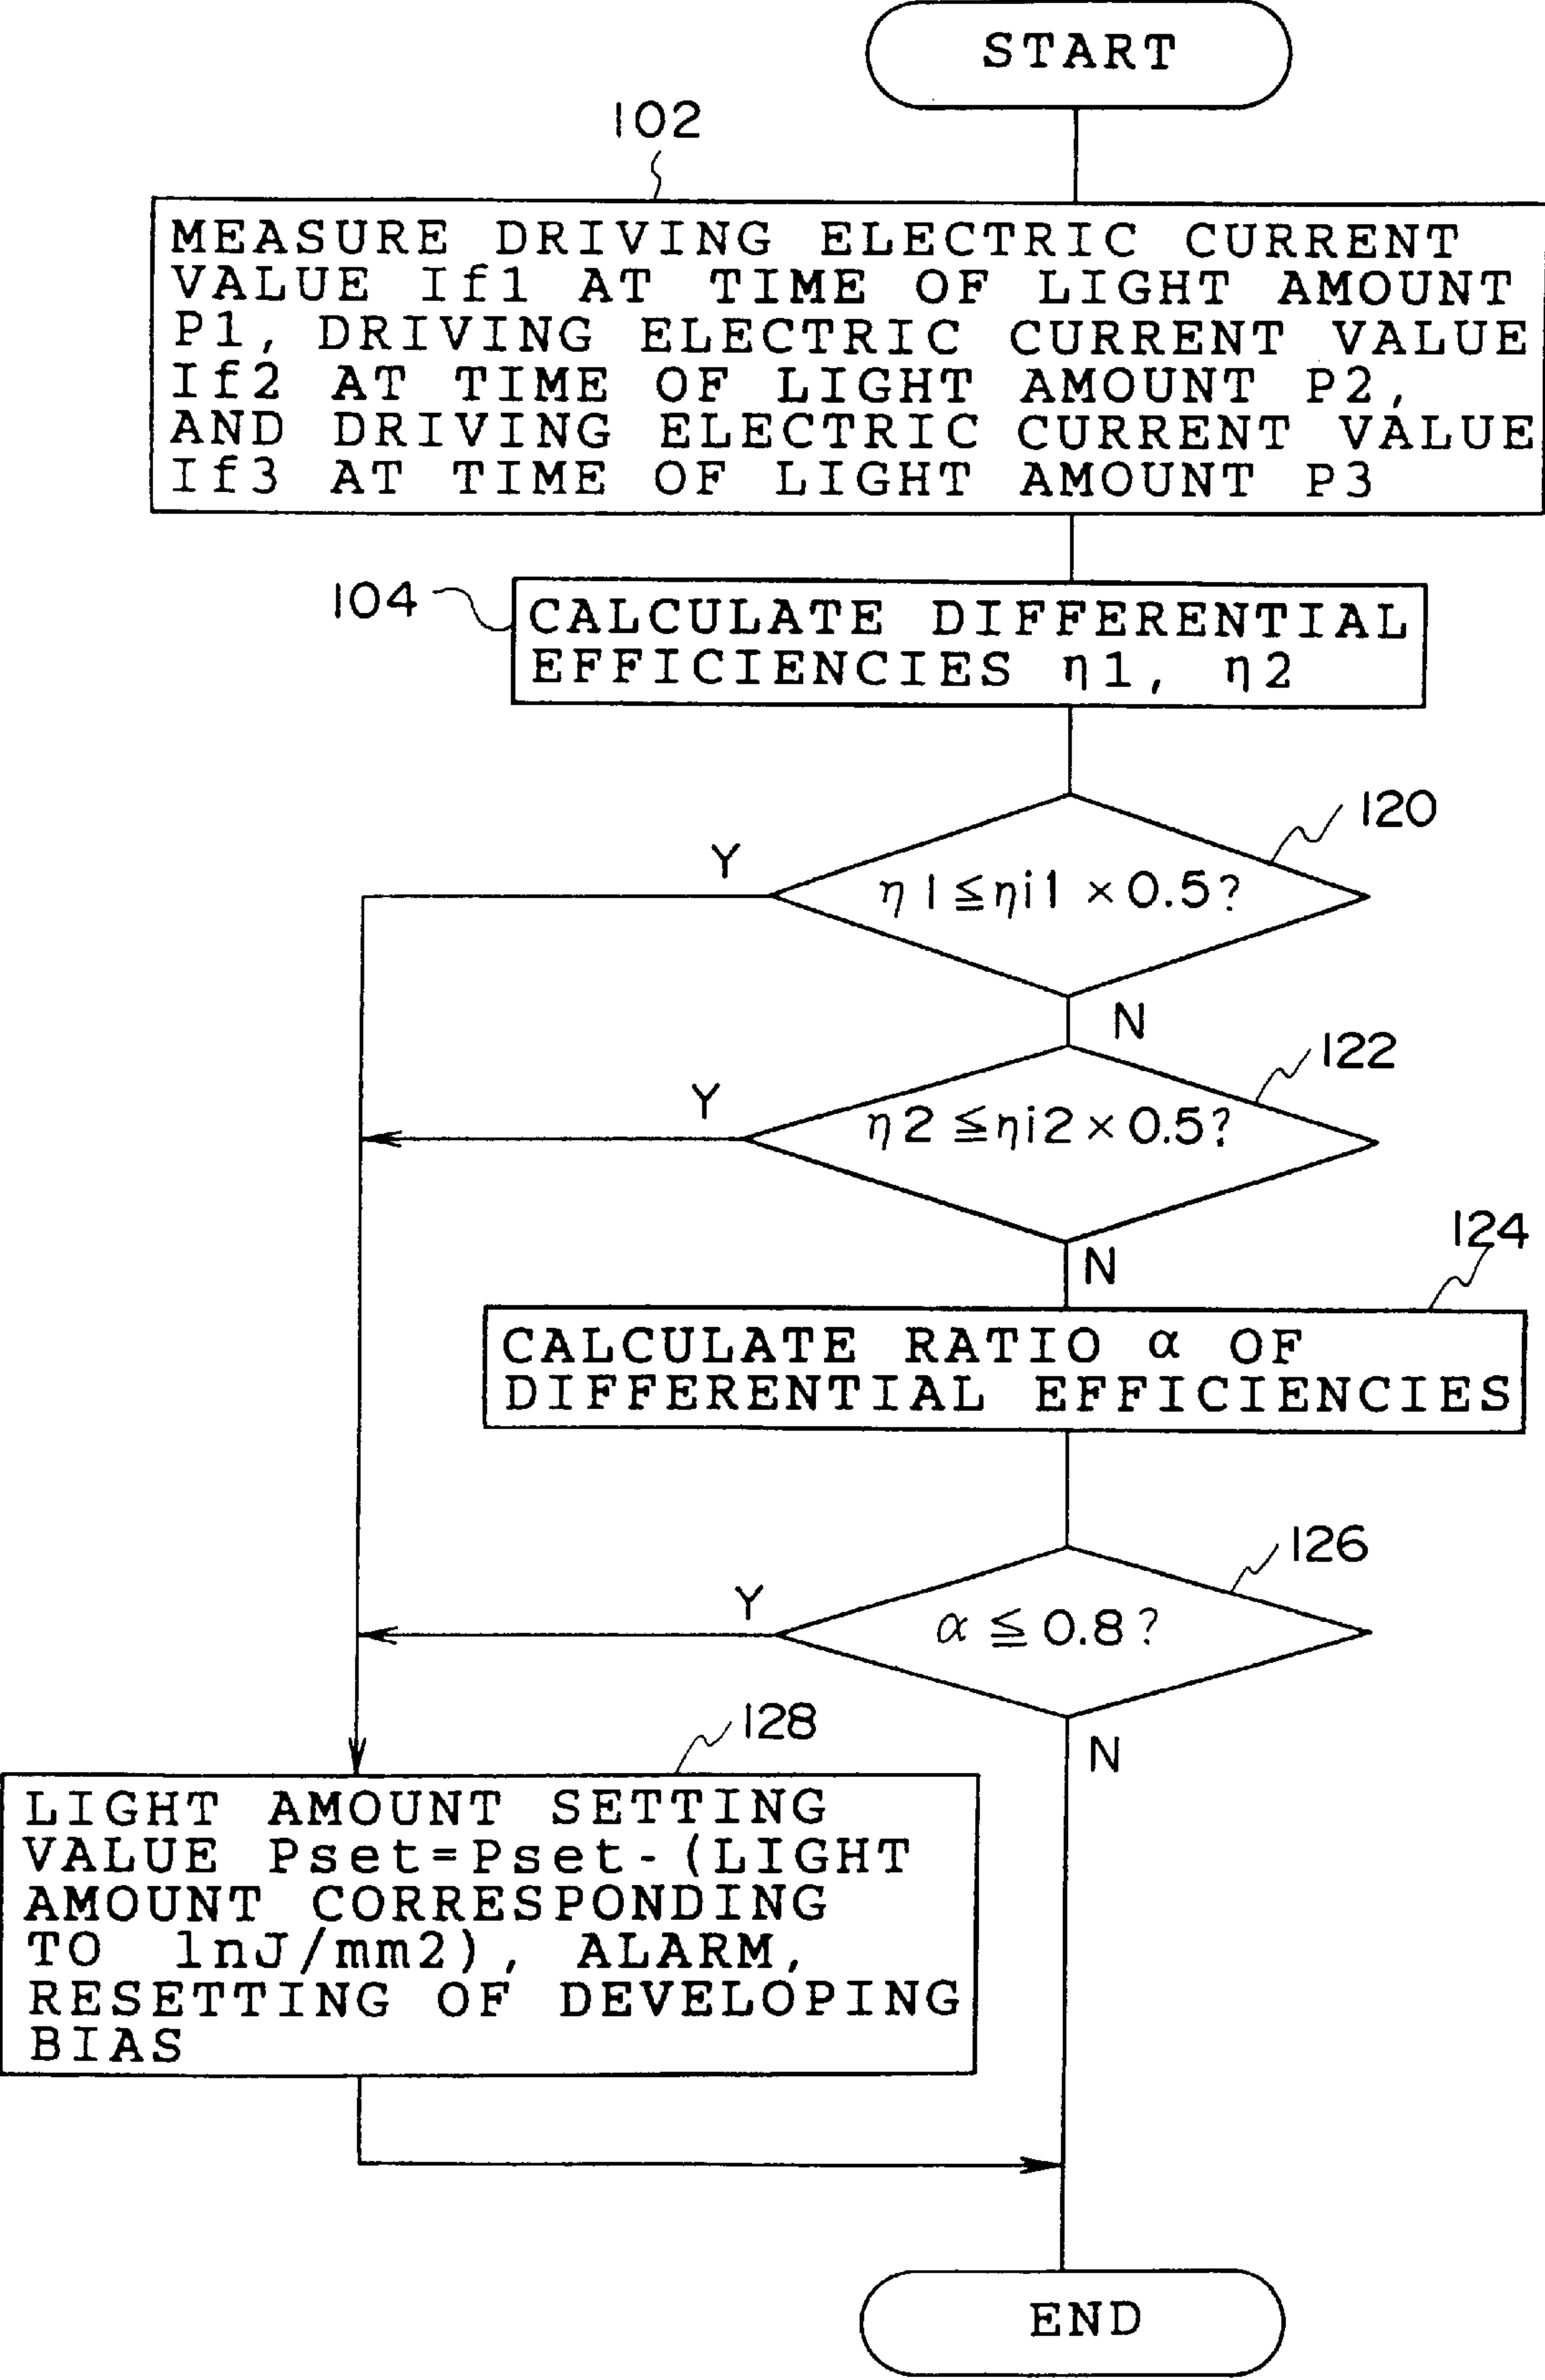 START
102
MEASURE DRIVING ELECTRIC CURRENT
VALUE If1 AT TIME OF LIGHT AMOUNT
P1, DRIVING ELECTRIC CURRENT VALUE
If2 AT TIME OF LIGHT AMOUNT P2,
AND DRIVING ELECTRIC CURRENT VALUE
If3 AT TIME OF LIGHT AMOUNT P3
104
CALCULATE DIFFERENTIAL
EFFICIENCIES η1, η2
120
Y
η1≦ηi1 × 0.5?
N
122
Y
η2 ≦ηi2 × 0.5?
N
124
CALCULATE RATIO α OF
DIFFERENTIAL EFFICIENCIES
126
Y
α ≦ 0.8?
N
128
LIGHT AMOUNT SETTING
VALUE Pset=Pset-(LIGHT
AMOUNT CORRESPONDING
TO 1nJ/mm2), ALARM,
RESETTING OF DEVELOPING
BIAS
END